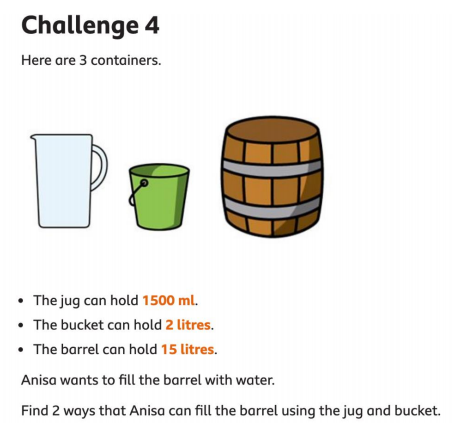 Challenge 4
Here are 3 containers.
• The jug can hold 1500 ml.
• The bucket can hold 2 litres.
• The barrel can hold 15 litres.
Anisa wants to fill the barrel with water.
Find 2 ways that Anisa can fill the barrel using the jug and bucket.